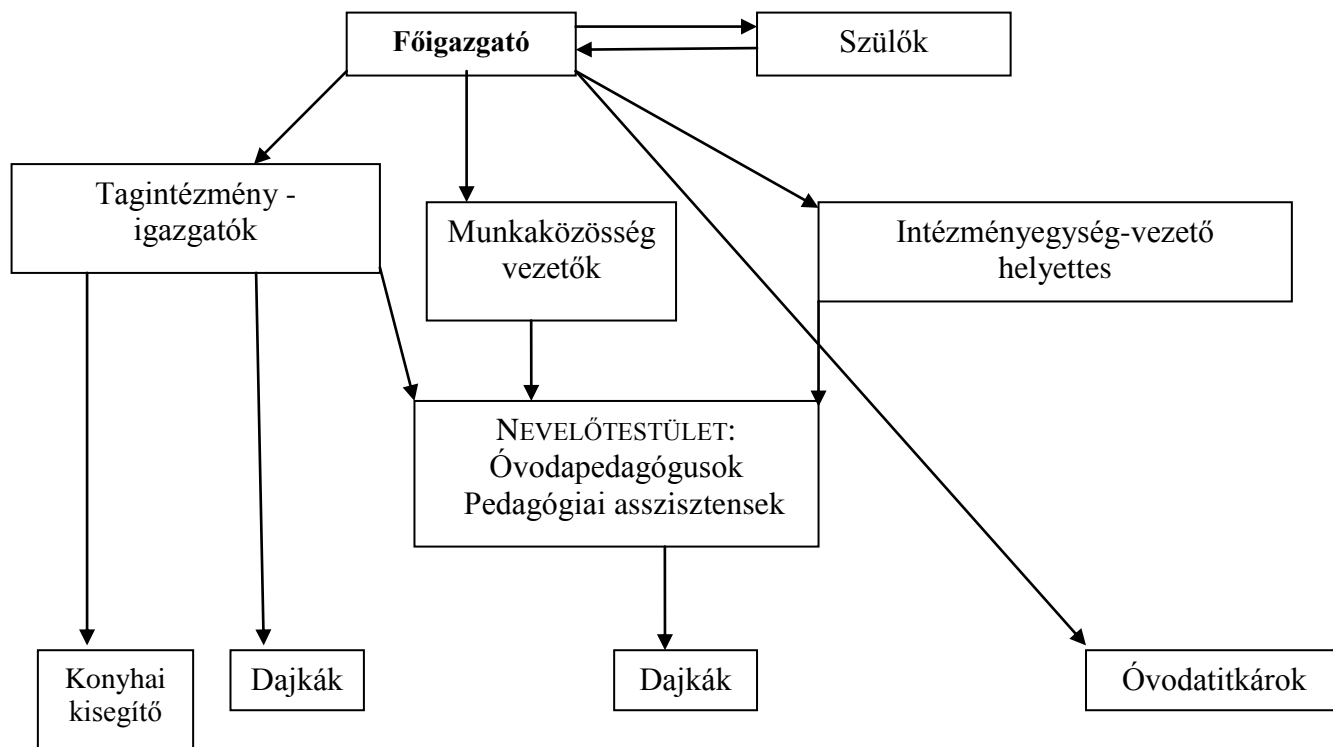 Főigazgató
Szülők
Tagintézmény -
igazgatók
Munkaközösség
vezetők
Intézményegység-vezető
helyettes
NEVELŐTESTÜLET:
Óvodapedagógusok
Pedagógiai asszisztensek
Konyhai
kisegítő
Dajkák
Dajkák
Óvodatitkárok